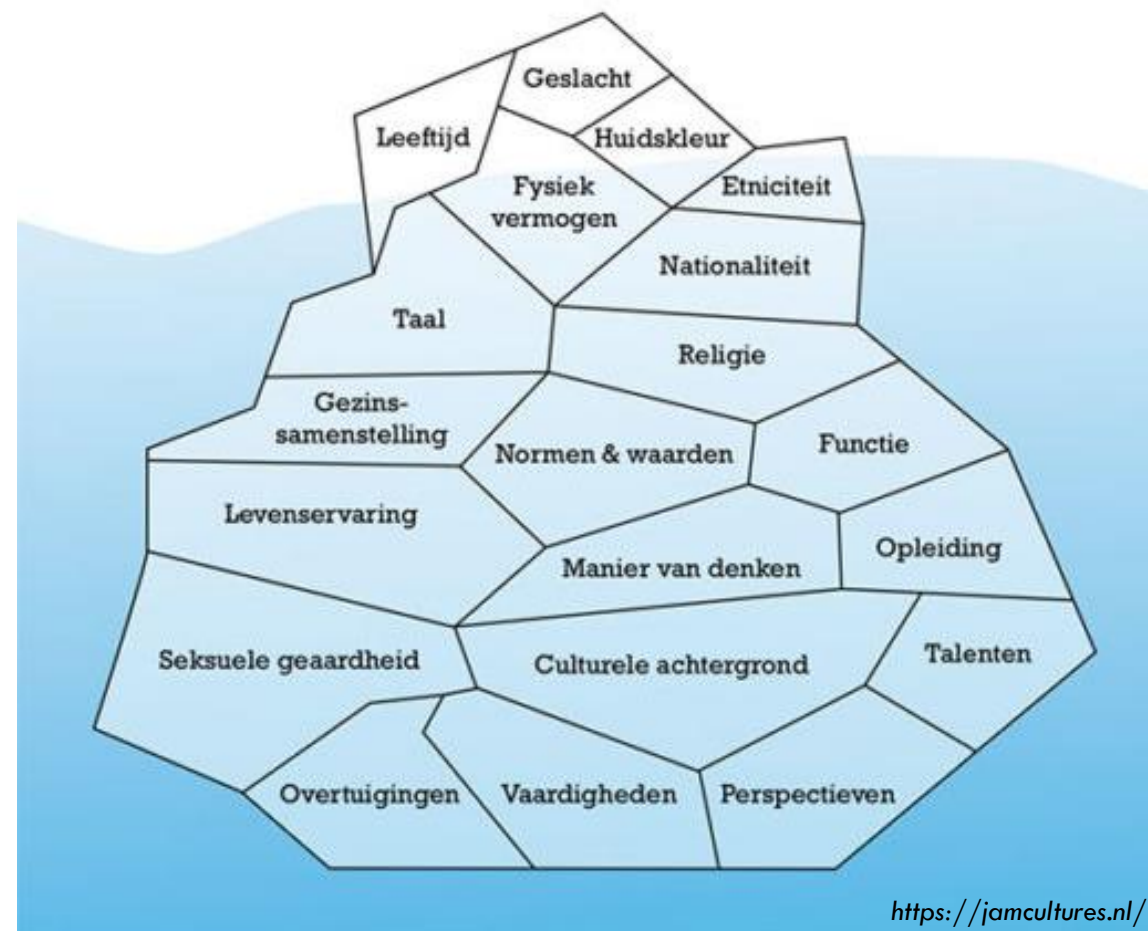 Geslacht
Leeftijd
Huidskleur
Fysiek
vermogen
Etniciteit
Nationaliteit
Taal
Religie
Gezins-
samenstelling
Normen & waarden
Functie
Levenservaring
Manier van denken
Opleiding
Seksuele geaardheid
Culturele achtergrond
Talenten
Overtuigingen
Vaardigheden
Perspectieven
https://jamcultures.nl/